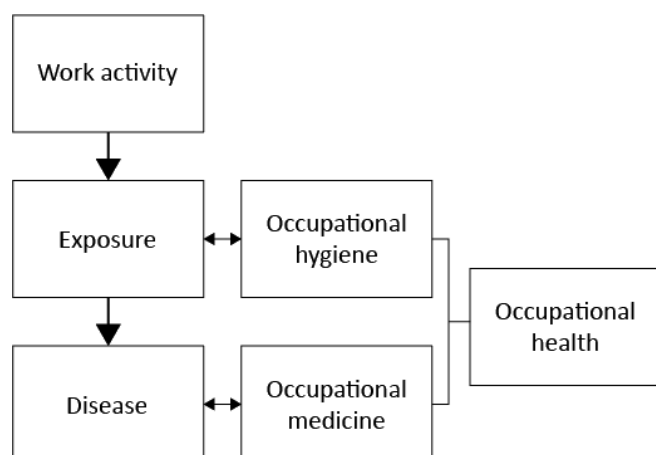 Work activity
Exposure
Occupational
hygiene
Occupational
health
Disease
Occupational
medicine